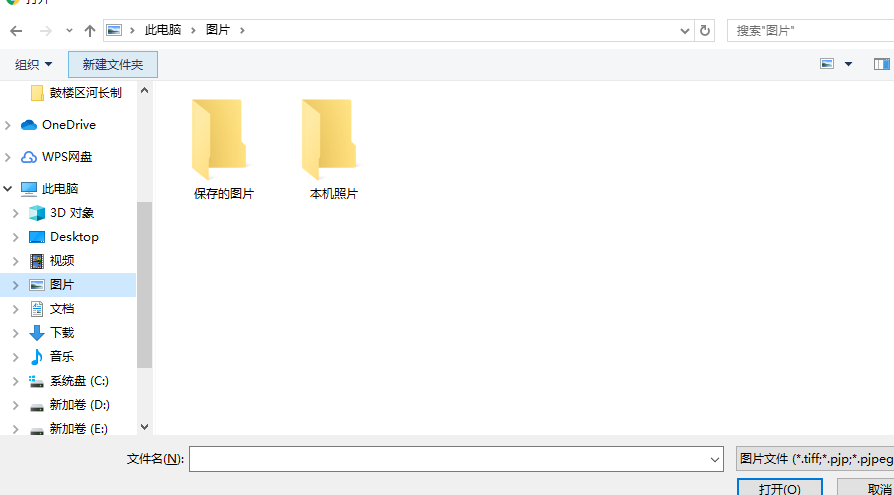 打开
此电脑 图片
搜索"图片"
组织 新建文件夹
鼓楼区河长制
OneDrive
WPS网盘
此电脑
3D 对象
Desktop
视频
图片
文档
下载
音乐
系统盘 (C:)
新加卷 (D:)
新加卷 (E:)
保存的图片
本机照片
文件名(N):
图片文件 (*.tiff;*.pjp;*.pjpeg
打开(O)
取消